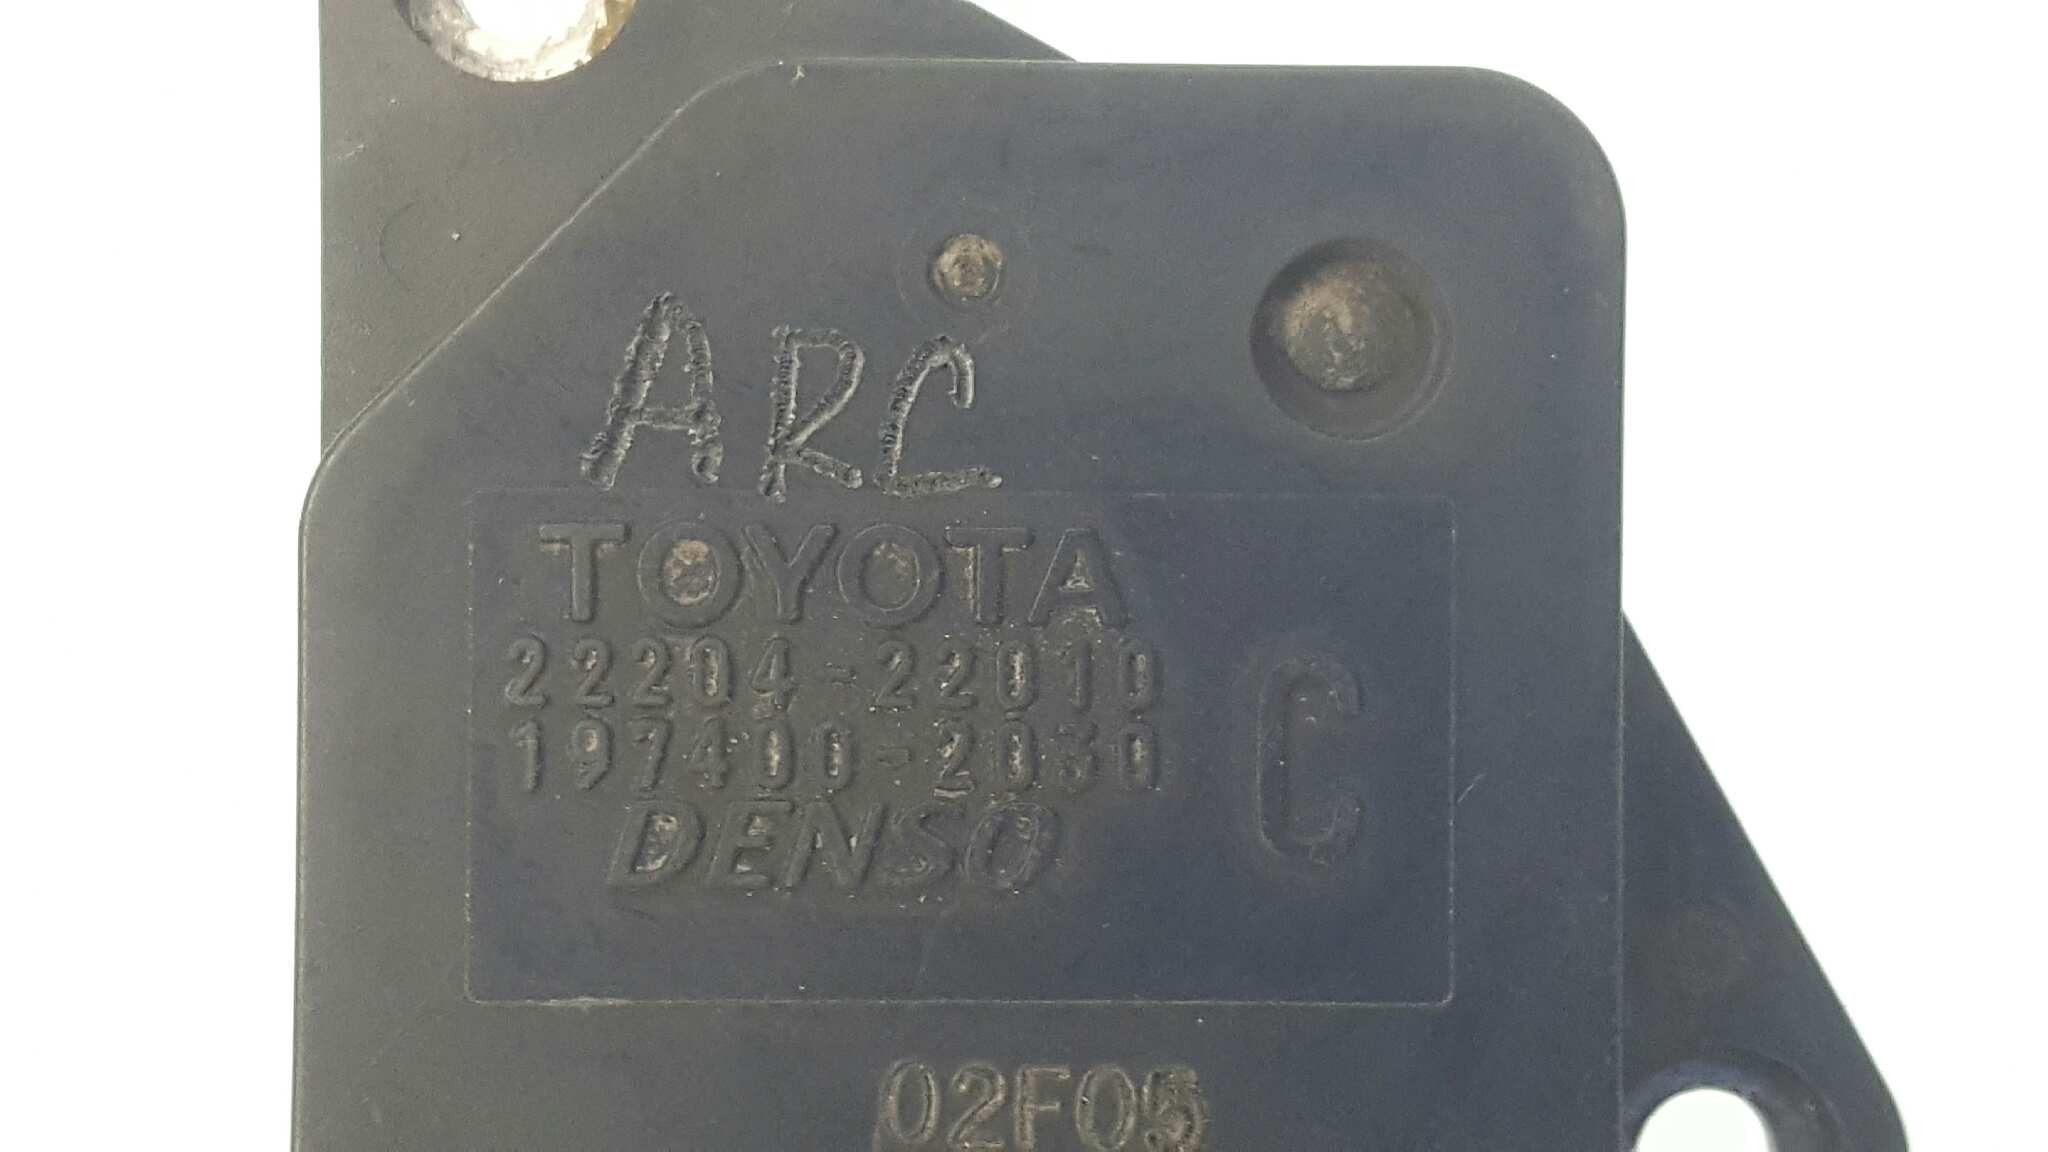 ARC
TOYOTA
22204-22010
197400-2030
C
DENSO
02F05